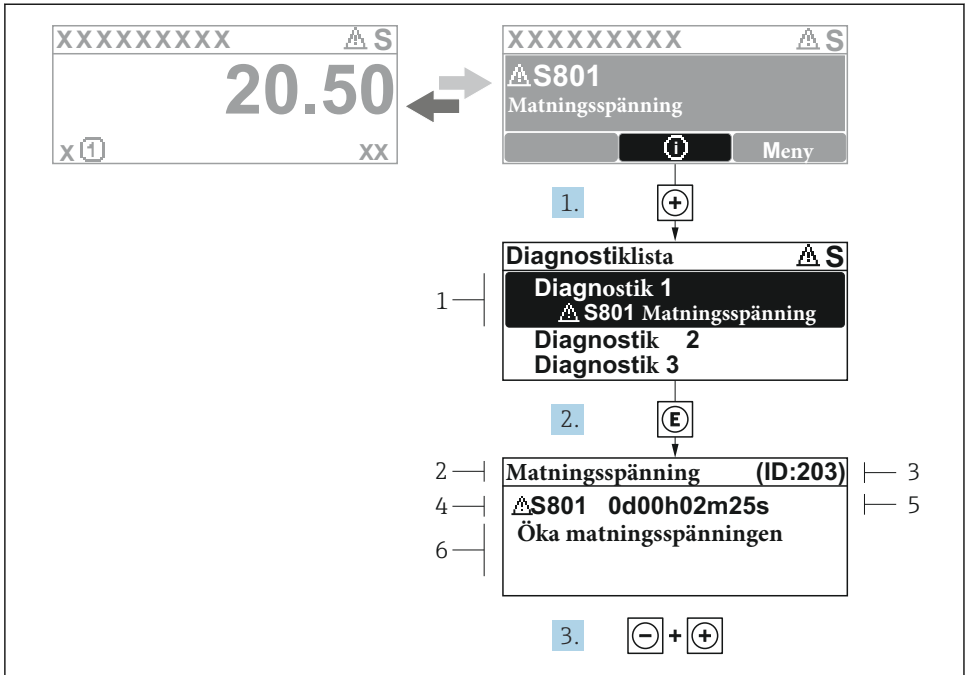 XXXXXXXXX ⚠ S
20.50
x ① XX
XXXXXXXXX ⚠ S
⚠ S801
Matningsspänning
ⓘ Meny
1. +
Diagnostiklista ⚠ S
1
Diagnostik 1
⚠ S801 Matningsspänning
Diagnostik 2
Diagnostik 3
2. E
2 Matningsspänning (ID:203) 3
4 ⚠S801 0d00h02m25s 5
6 Öka matningsspänningen
3. - + +